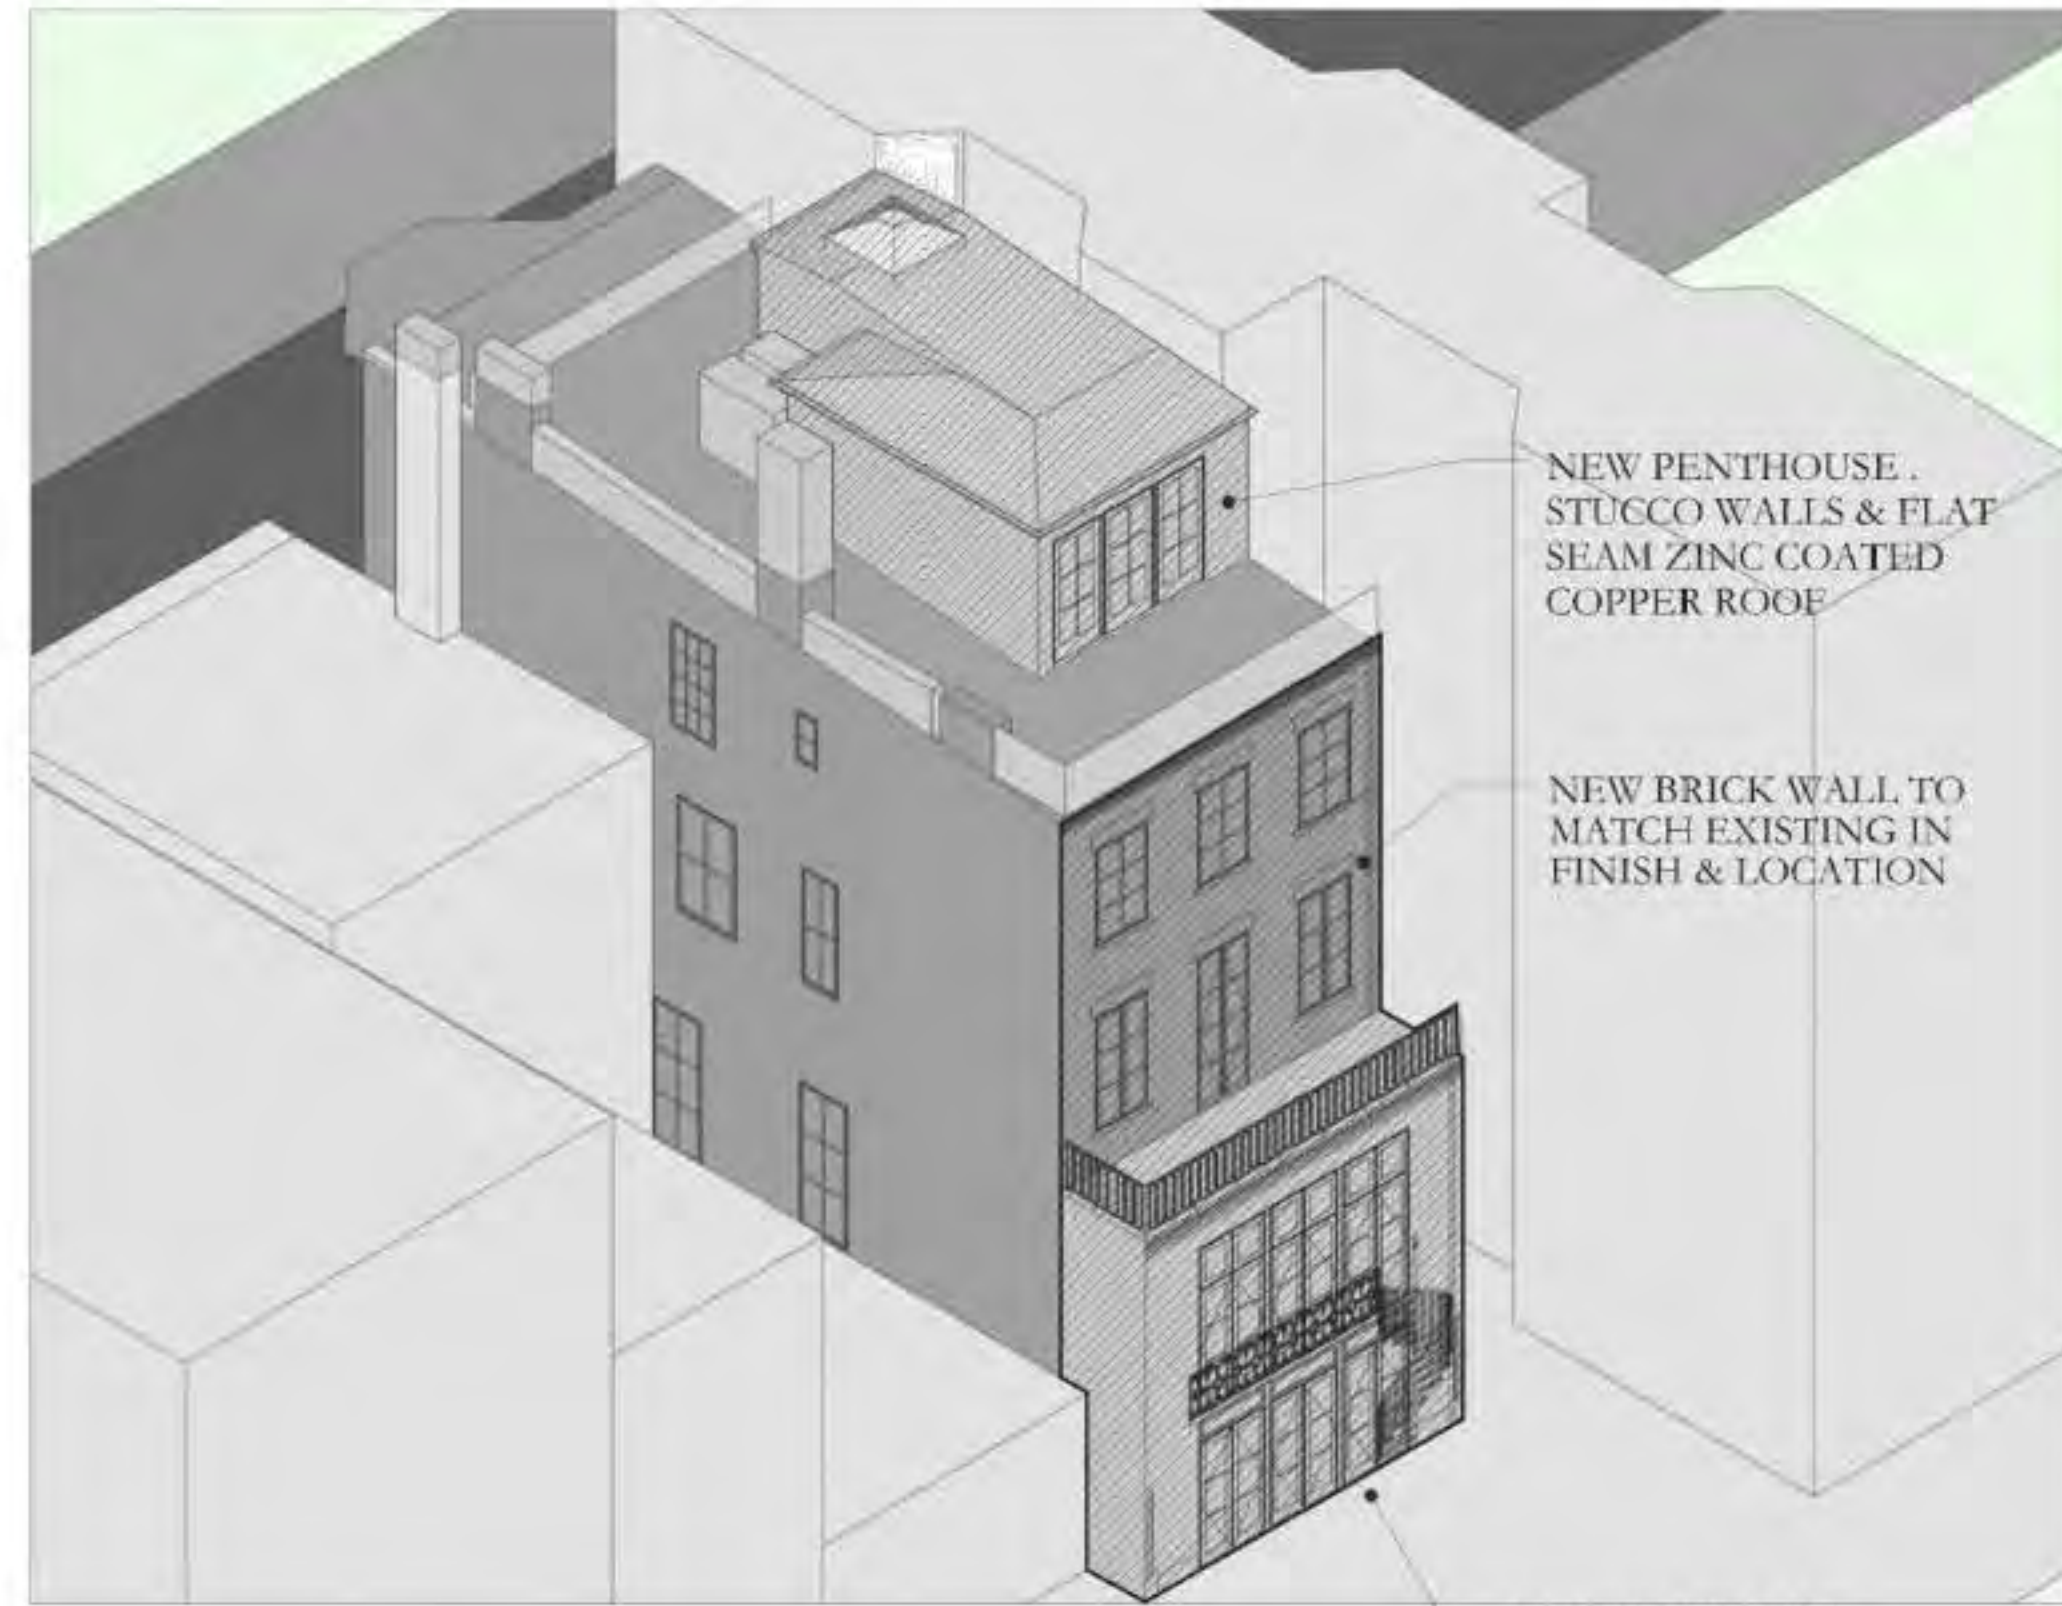 NEW PENTHOUSE .
STUCCO WALLS & FLAT
SEAM ZINC COATED
COPPER ROOF
NEW BRICK WALL TO
MATCH EXISTING IN
FINISH & LOCATION